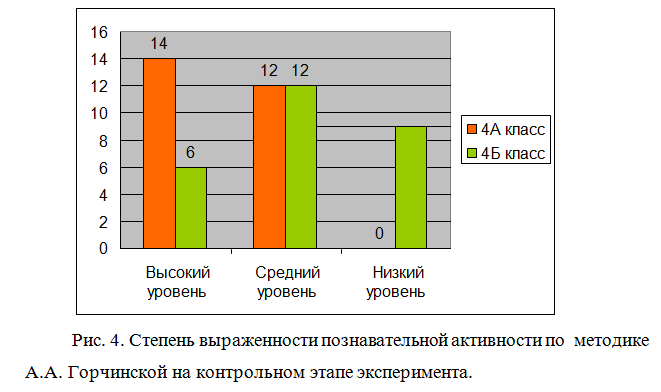 16
14
12
10
8
6
4
2
0
14
6
12 12
0
Высокий
уровень
Средний
уровень
Низкий
уровень
4А класс
4Б класс
Рис. 4. Степень выраженности познавательной активности по методике
А.А. Горчинской на контрольном этапе эксперимента.